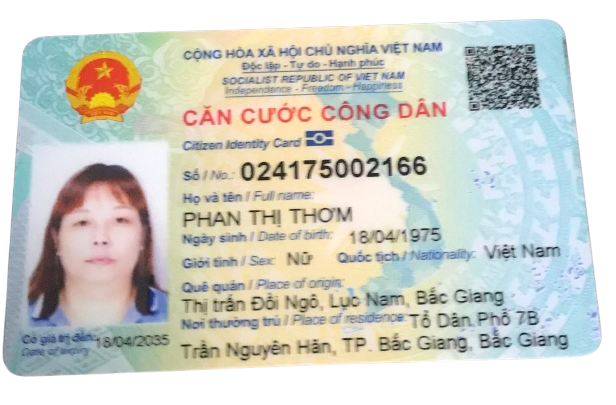 CỘNG HÒA XÃ HỘI CHỦ NGHĨA VIỆT NAM
Độc lập - Tự do - Hạnh phúc
SOCIALIST REPUBLIC OF VIET NAM
Independence - Freedom - Happiness
CĂN CƯỚC CÔNG DÂN
Citizen Identity Card
Số / No.: 024175002166
Họ và tên / Full name:
PHAN THỊ THƠM
Ngày sinh / Date of birth: 18/04/1975
Giới tính / Sex: Nữ Quốc tịch / Nationality: Việt Nam
Quê quán / Place of origin:
Thị trấn Đồi Ngô, Lục Nam, Bắc Giang
Nơi thường trú / Place of residence: Tổ Dân Phố 7B
Trần Nguyên Hãn, TP. Bắc Giang, Bắc Giang
Có giá trị đến: 18/04/2035
Date of expiry